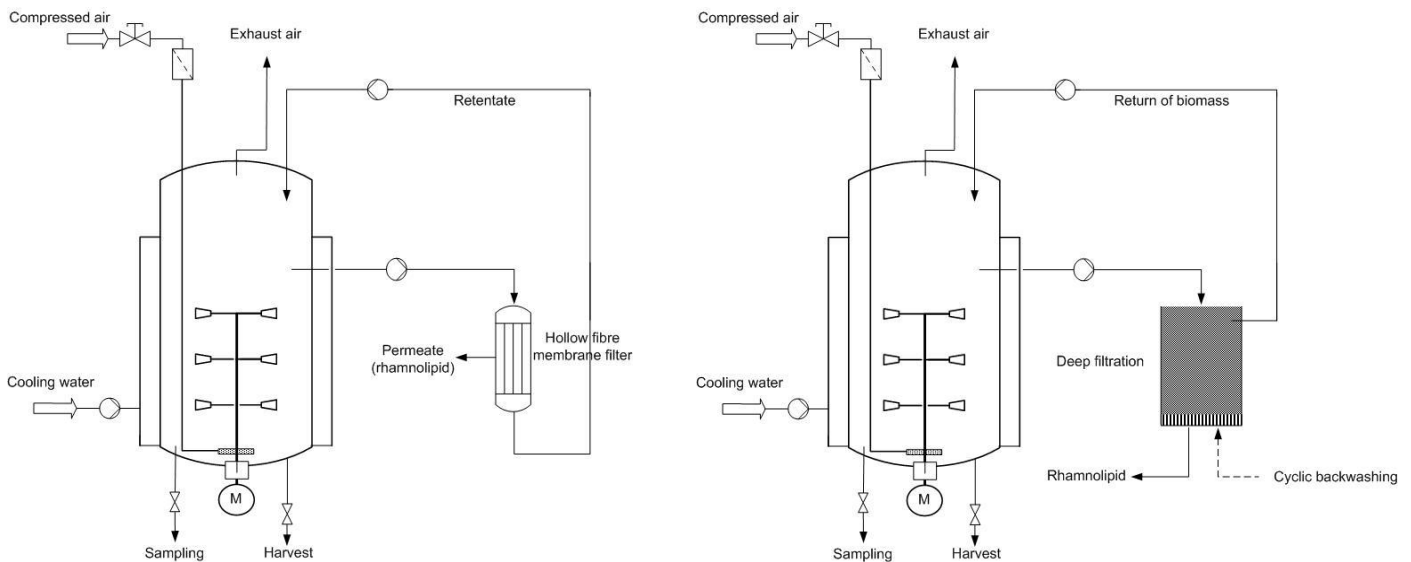 Compressed air
Exhaust air
Retentate
Hollow fibre
membrane filter
Permeate
(rhamnolipid)
Cooling water
M
Sampling
Harvest
Compressed air
Exhaust air
Return of biomass
Deep filtration
Cooling water
Rhamnolipid
Cyclic backwashing
M
Sampling
Harvest